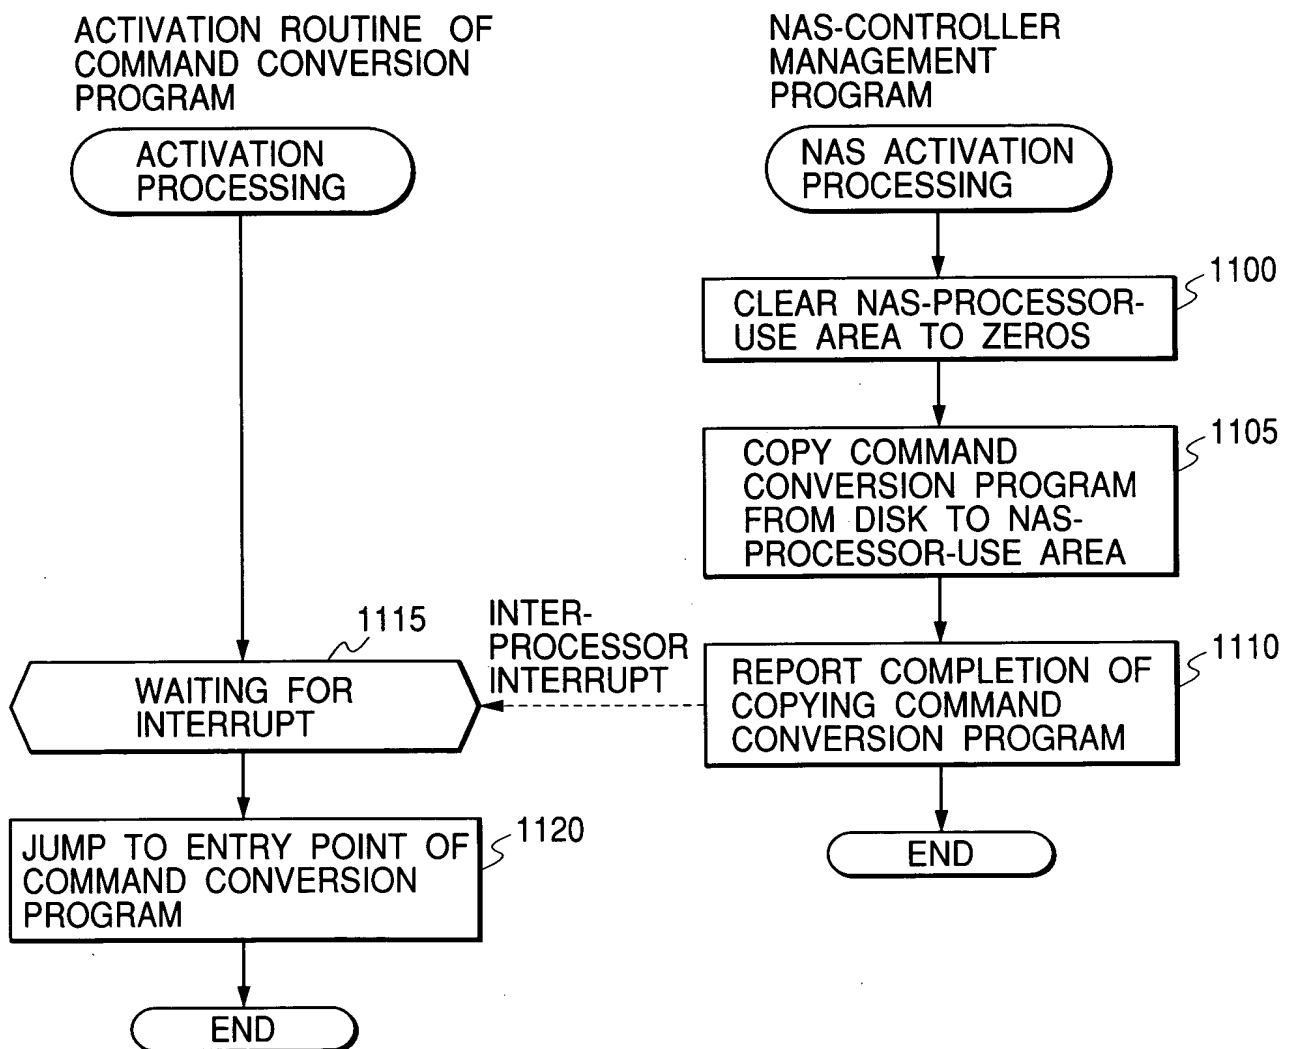 ACTIVATION ROUTINE OF
COMMAND CONVERSION
PROGRAM
ACTIVATION
PROCESSING
1115
WAITING FOR
INTERRUPT
1120
JUMP TO ENTRY POINT OF
COMMAND CONVERSION
PROGRAM
END
NAS-CONTROLLER
MANAGEMENT
PROGRAM
NAS ACTIVATION
PROCESSING
1100
CLEAR NAS-PROCESSOR-
USE AREA TO ZEROS
1105
COPY COMMAND
CONVERSION PROGRAM
FROM DISK TO NAS-
PROCESSOR-USE AREA
INTER-
PROCESSOR
INTERRUPT
1110
REPORT COMPLETION OF
COPYING COMMAND
CONVERSION PROGRAM
END